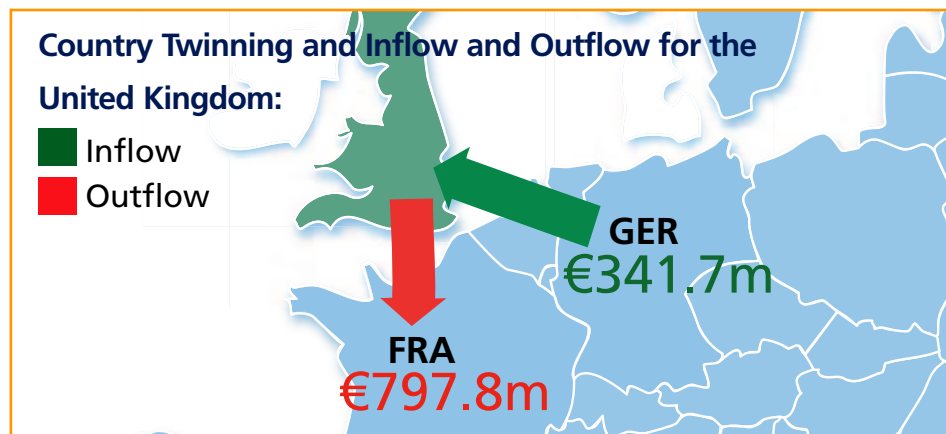 Country Twinning and Inflow and Outflow for the
United Kingdom:
Inflow
Outflow
GER
€341.7m
FRA
€797.8m